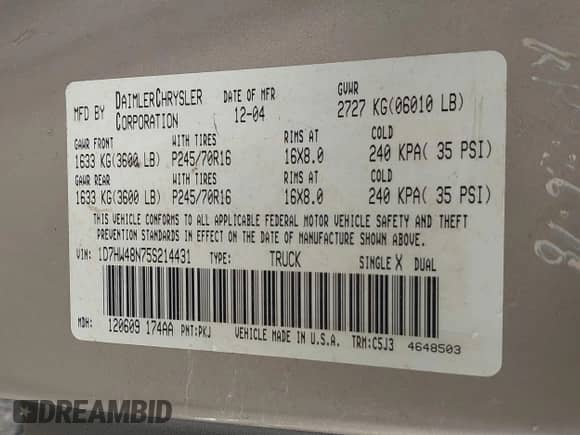 MFD BY DAIMLERCHRYSLER CORPORATION
DATE OF MFR 12-04
GVWR 2727 KG(06010 LB)
GAWR FRONT WITH TIRES RIMS AT COLD
1633 KG(3600 LB) P245/70R16 16X8.0 240 KPA( 35 PSI)
GAWR REAR WITH TIRES RIMS AT COLD
1633 KG(3600 LB) P245/70R16 16X8.0 240 KPA( 35 PSI)
THIS VEHICLE CONFORMS TO ALL APPLICABLE FEDERAL MOTOR VEHICLE SAFETY AND THEFT
PREVENTION STANDARDS IN EFFECT ON THE DATE OF MANUFACTURE SHOWN ABOVE.
VIN: 1D7HW48N75S214431 TYPE: TRUCK SINGLE X DUAL
MDH: 120609 174AA PNT:PKJ VEHICLE MADE IN U.S.A. TRM:C5J3 4648503
DREAMBID